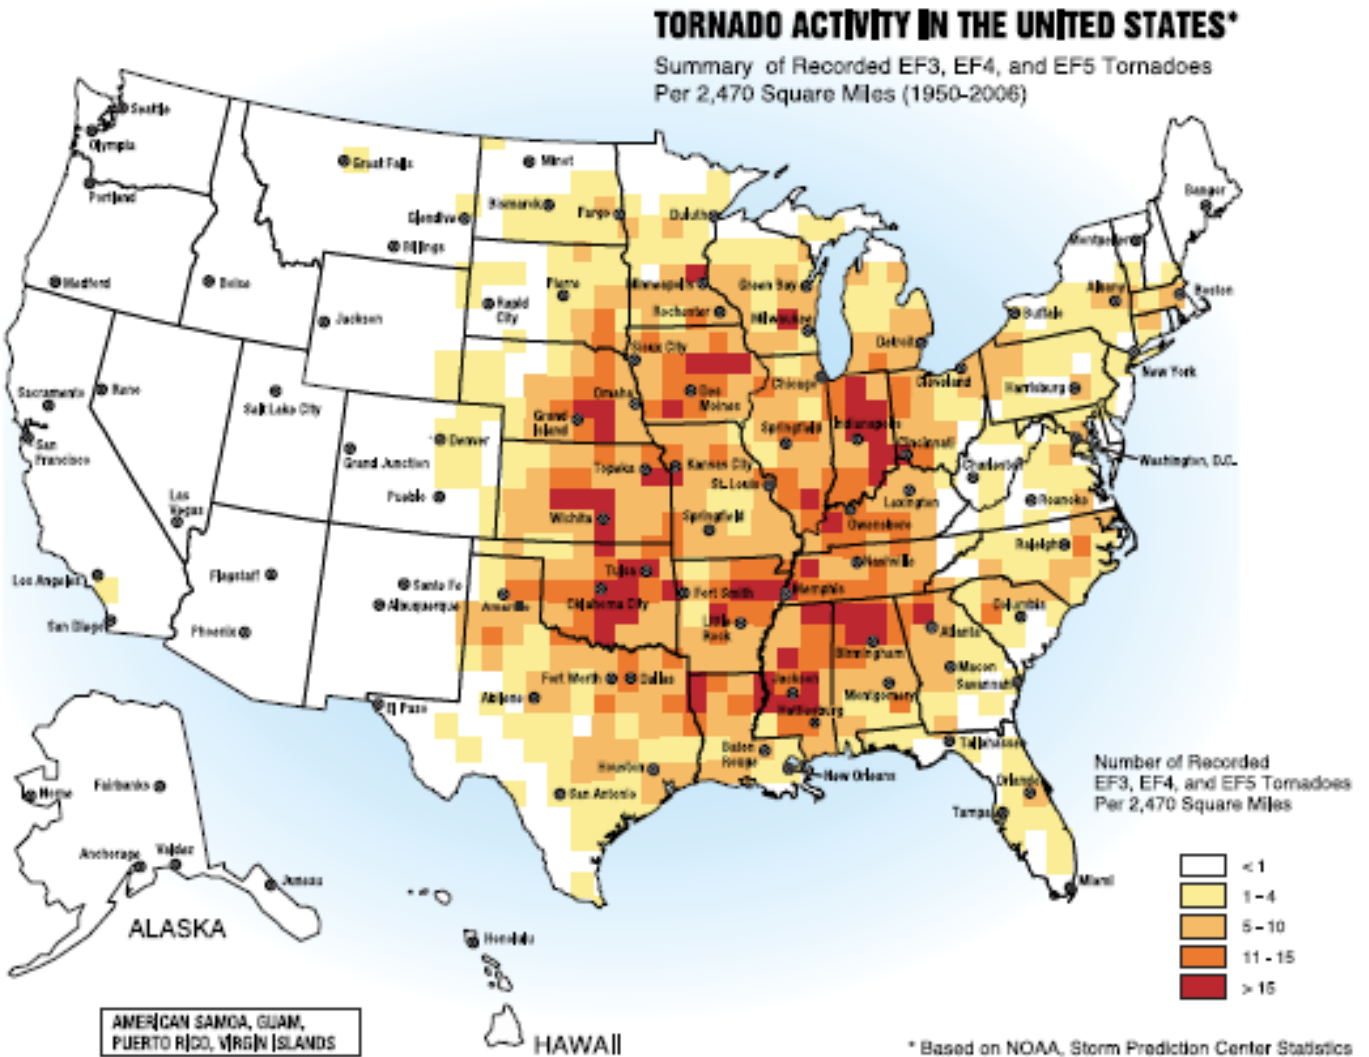 TORNADO ACTIVITY IN THE UNITED STATES*
Summary of Recorded EF3, EF4, and EF5 Tornadoes
Per 2,470 Square Miles (1950-2006)
Seattle
Olympia
Portland
Medford
Boise
Great Falls
Glendive
Billings
Minot
Bismarck
Fargo
Duluth
Bangor
Montpelier
Jackson
Rapid
City
Pierre
Minneapolis
Rochester
Green Bay
Milwaukee
Detroit
Buffalo
Albany
Boston
New York
Sacramento
San
Francisco
Reno
Salt Lake City
Las
Vegas
Grand Junction
Denver
Pueblo
Sioux City
Omaha
Grand
Island
Des
Moines
Chicago
Cleveland
Harrisburg
Springfield
Indianapolis
Cincinnati
Charleston
Washington, D.C.
Topeka
Kansas City
St. Louis
Lexington
Roanoke
Wichita
Springfield
Owensboro
Raleigh
Los Angeles
San Diego
Flagstaff
Phoenix
Santa Fe
Albuquerque
Amarillo
Tulsa
Oklahoma City
Fort Smith
Little
Rock
Memphis
Nashville
Columbia
Atlanta
Birmingham
Macon
Savannah
El Paso
Abilene
Fort Worth
Dallas
Jackson
Hattiesburg
Montgomery
Houston
San Antonio
Baton
Rouge
New Orleans
Tallahassee
Orlando
Tampa
Miami
Nome
Fairbanks
Anchorage
Valdez
Juneau
ALASKA
Honolulu
HAWAII
AMERICAN SAMOA, GUAM,
PUERTO RICO, VIRGIN ISLANDS
Number of Recorded
EF3, EF4, and EF5 Tornadoes
Per 2,470 Square Miles
< 1
1 - 4
5 - 10
11 - 15
> 15
* Based on NOAA, Storm Prediction Center Statistics